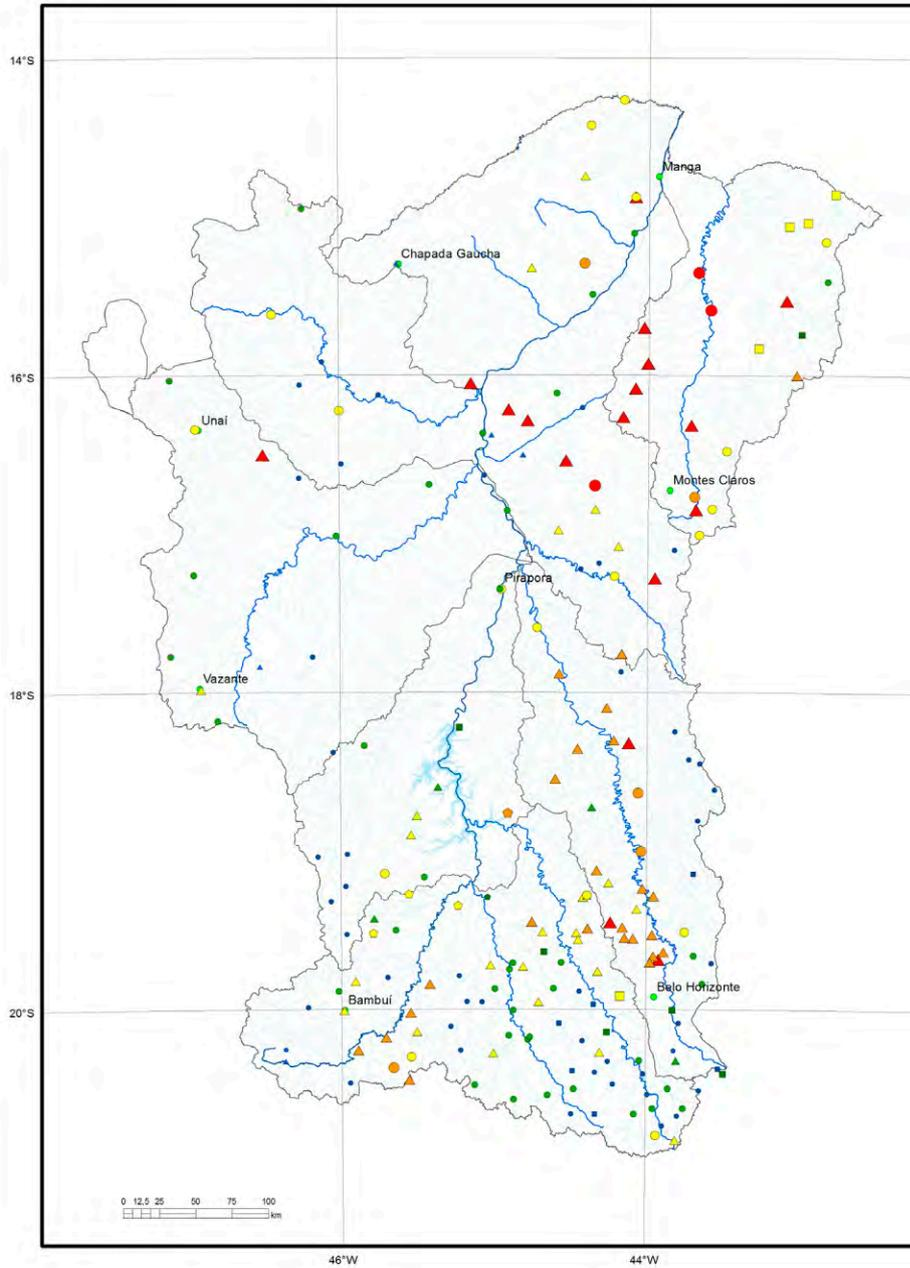 14°S
Manga
Chapada Gaucha
16°S
Unaí
Montes Claros
Pirapora
18°S
Vazante
20°S
Bambuí
Belo Horizonte
0 12,5 25 50 75 100
km
46°W 44°W